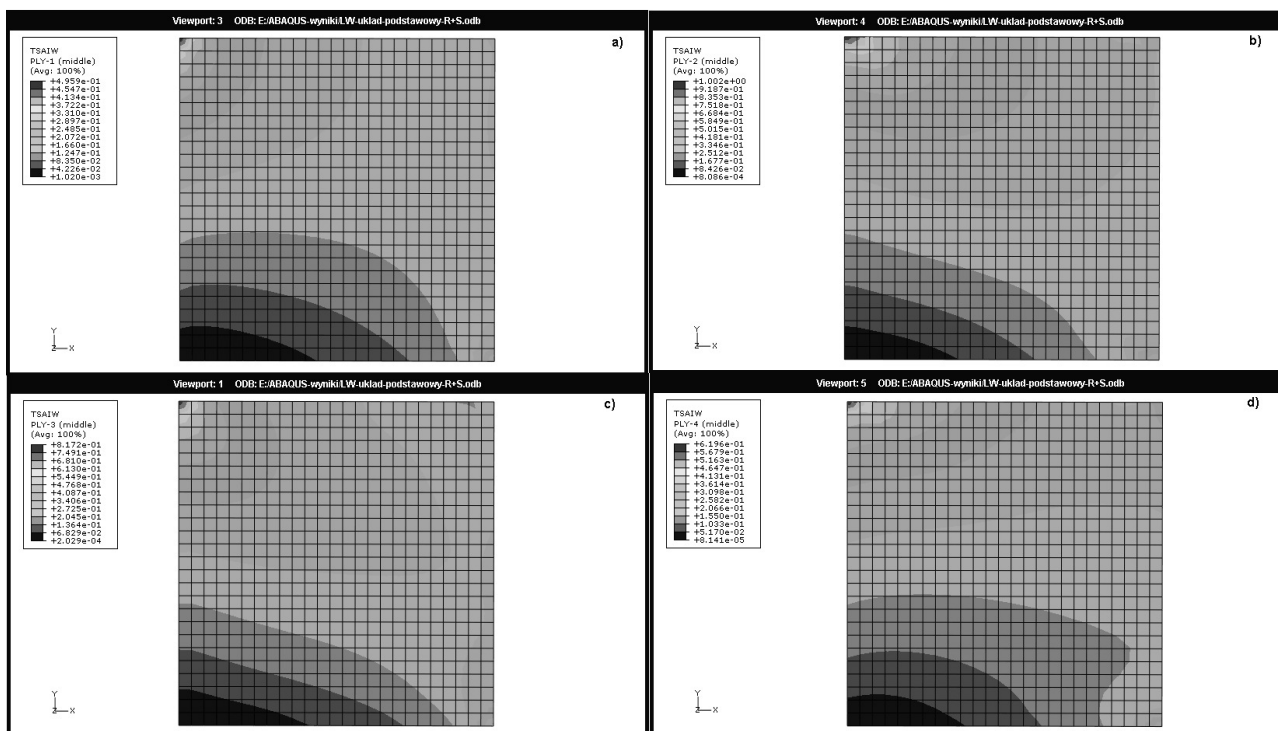 Viewport: 3 ODB: E:/ABAQUS-wyniki/LW-uklad-podstawowy-R+S.odb
a)
TSAIW
PLY-1 (middle)
(Avg: 100%)
+4.959e-01
+4.547e-01
+4.134e-01
+3.722e-01
+3.310e-01
+2.897e-01
+2.485e-01
+2.072e-01
+1.660e-01
+1.247e-01
+8.350e-02
+4.226e-02
+1.020e-03
Y
Z X
Viewport: 4 ODB: E:/ABAQUS-wyniki/LW-uklad-podstawowy-R+S.odb
b)
TSAIW
PLY-2 (middle)
(Avg: 100%)
+1.002e+00
+9.187e-01
+8.353e-01
+7.518e-01
+6.684e-01
+5.849e-01
+5.015e-01
+4.181e-01
+3.346e-01
+2.512e-01
+1.677e-01
+8.426e-02
+8.086e-04
Y
Z X
Viewport: 1 ODB: E:/ABAQUS-wyniki/LW-uklad-podstawowy-R+S.odb
c)
TSAIW
PLY-3 (middle)
(Avg: 100%)
+8.172e-01
+7.491e-01
+6.810e-01
+6.130e-01
+5.449e-01
+4.768e-01
+4.087e-01
+3.406e-01
+2.725e-01
+2.045e-01
+1.364e-01
+6.829e-02
+2.029e-04
Y
Z X
Viewport: 5 ODB: E:/ABAQUS-wyniki/LW-uklad-podstawowy-R+S.odb
d)
TSAIW
PLY-4 (middle)
(Avg: 100%)
+6.196e-01
+5.679e-01
+5.163e-01
+4.647e-01
+4.131e-01
+3.614e-01
+3.098e-01
+2.582e-01
+2.066e-01
+1.550e-01
+1.033e-01
+5.170e-02
+8.141e-05
Y
Z X